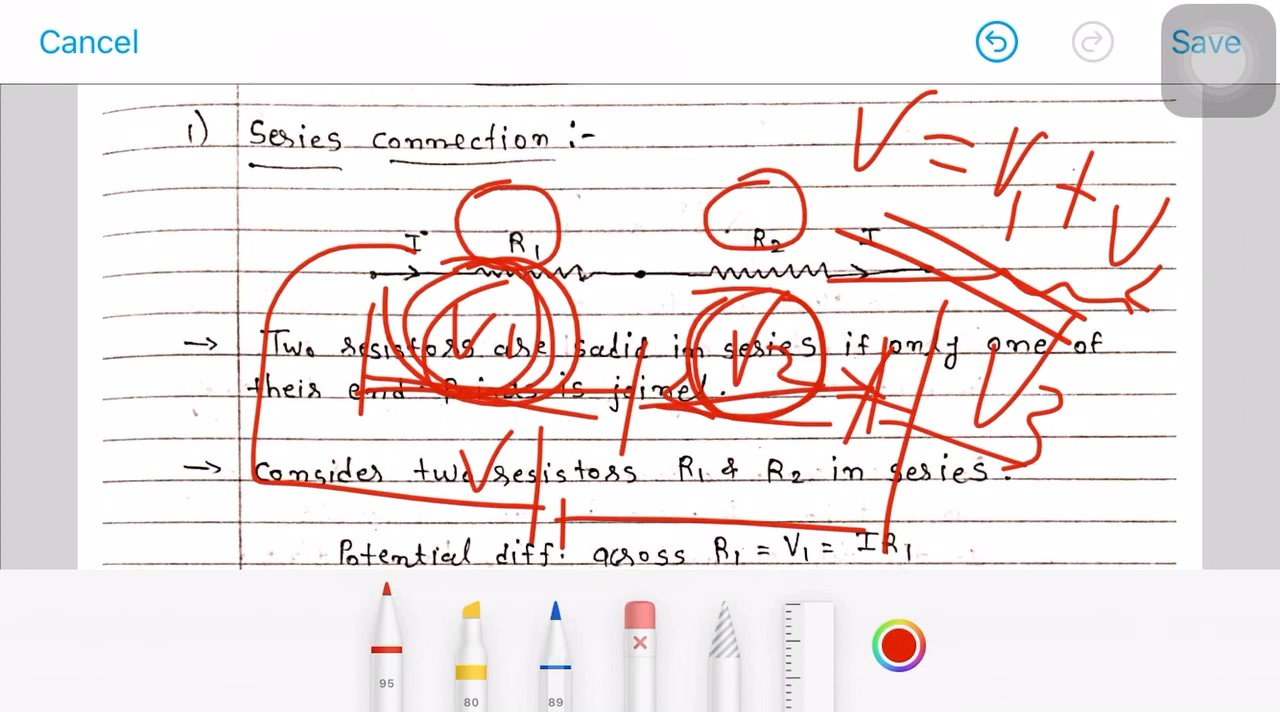 Cancel
Save
1) Series connection :-
V = V1 + V
I R1 R2 I
V1 V2 V
→ Two resistors are sadid in series if only one of
their end points is joined.
V
→ Consider two resistors R1 & R2 in series.
Potential diff. across R1 = V1 = IR1
95
80
89